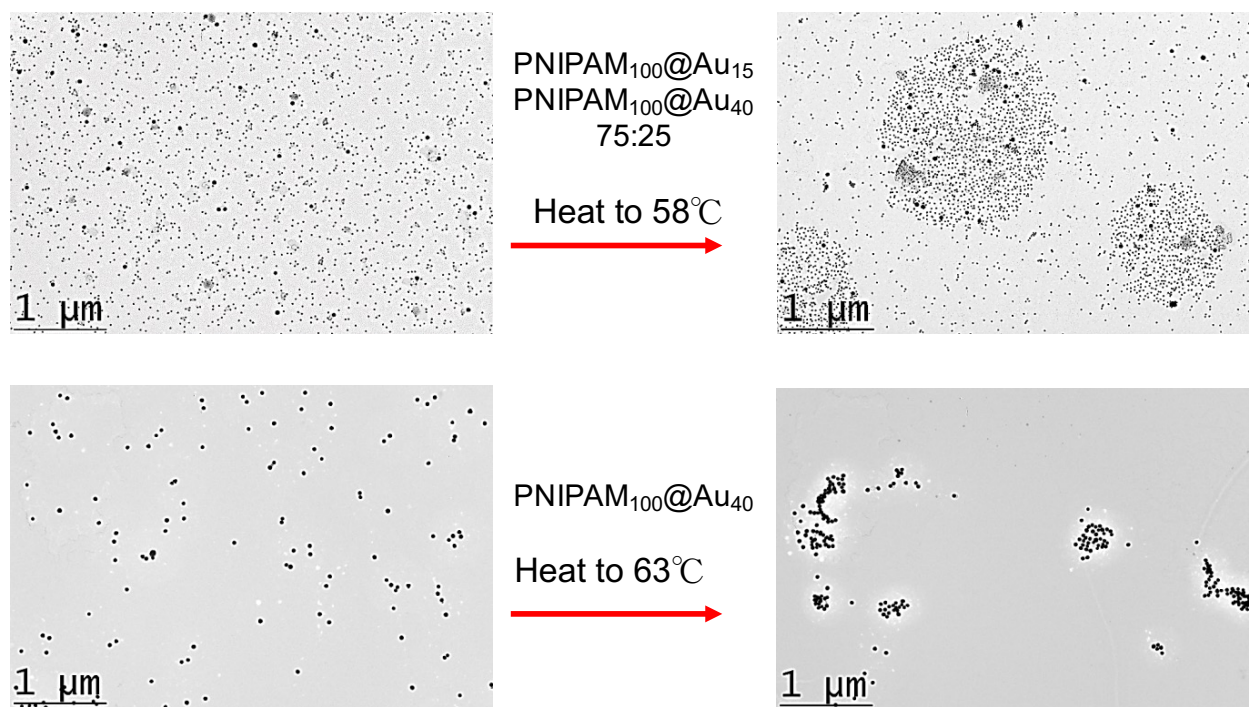 PNIPAM₁₀₀@Au₁₅
PNIPAM₁₀₀@Au₄₀
75:25
Heat to 58℃
1 μm
1 μm
PNIPAM₁₀₀@Au₄₀
Heat to 63℃
1 μm
1 μm